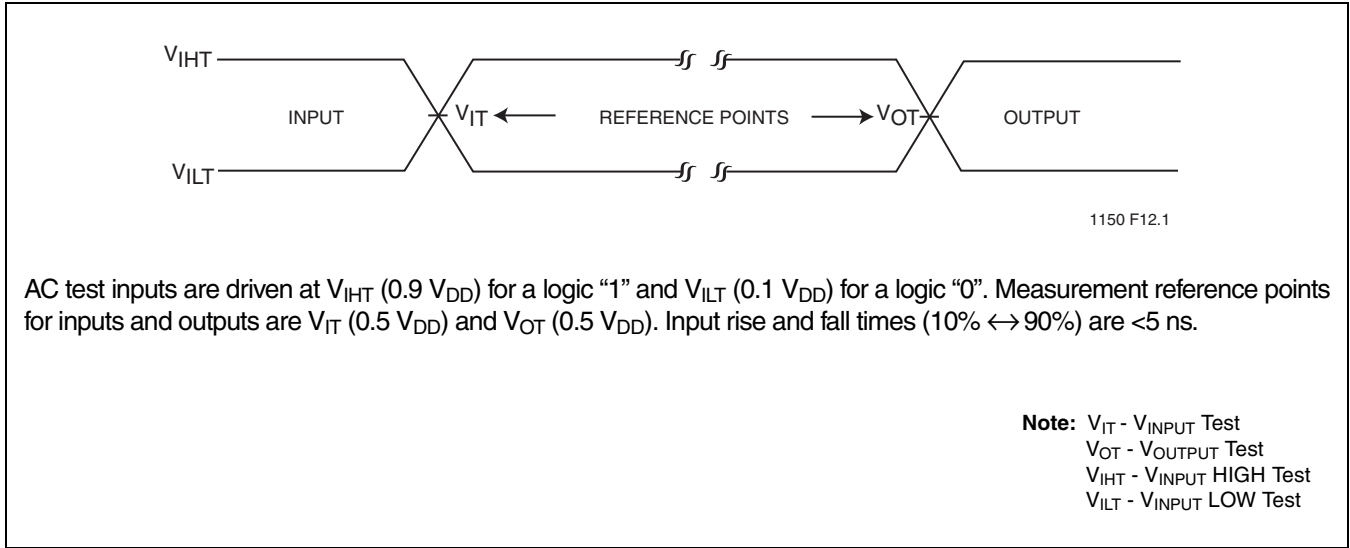 VIHT
INPUT VIT REFERENCE POINTS VOT OUTPUT
VILT
1150 F12.1
AC test inputs are driven at VIHT (0.9 VDD) for a logic “1” and VILT (0.1 VDD) for a logic “0”. Measurement reference points
for inputs and outputs are VIT (0.5 VDD) and VOT (0.5 VDD). Input rise and fall times (10% ↔ 90%) are <5 ns.
Note: VIT - VINPUT Test
VOT - VOUTPUT Test
VIHT - VINPUT HIGH Test
VILT - VINPUT LOW Test